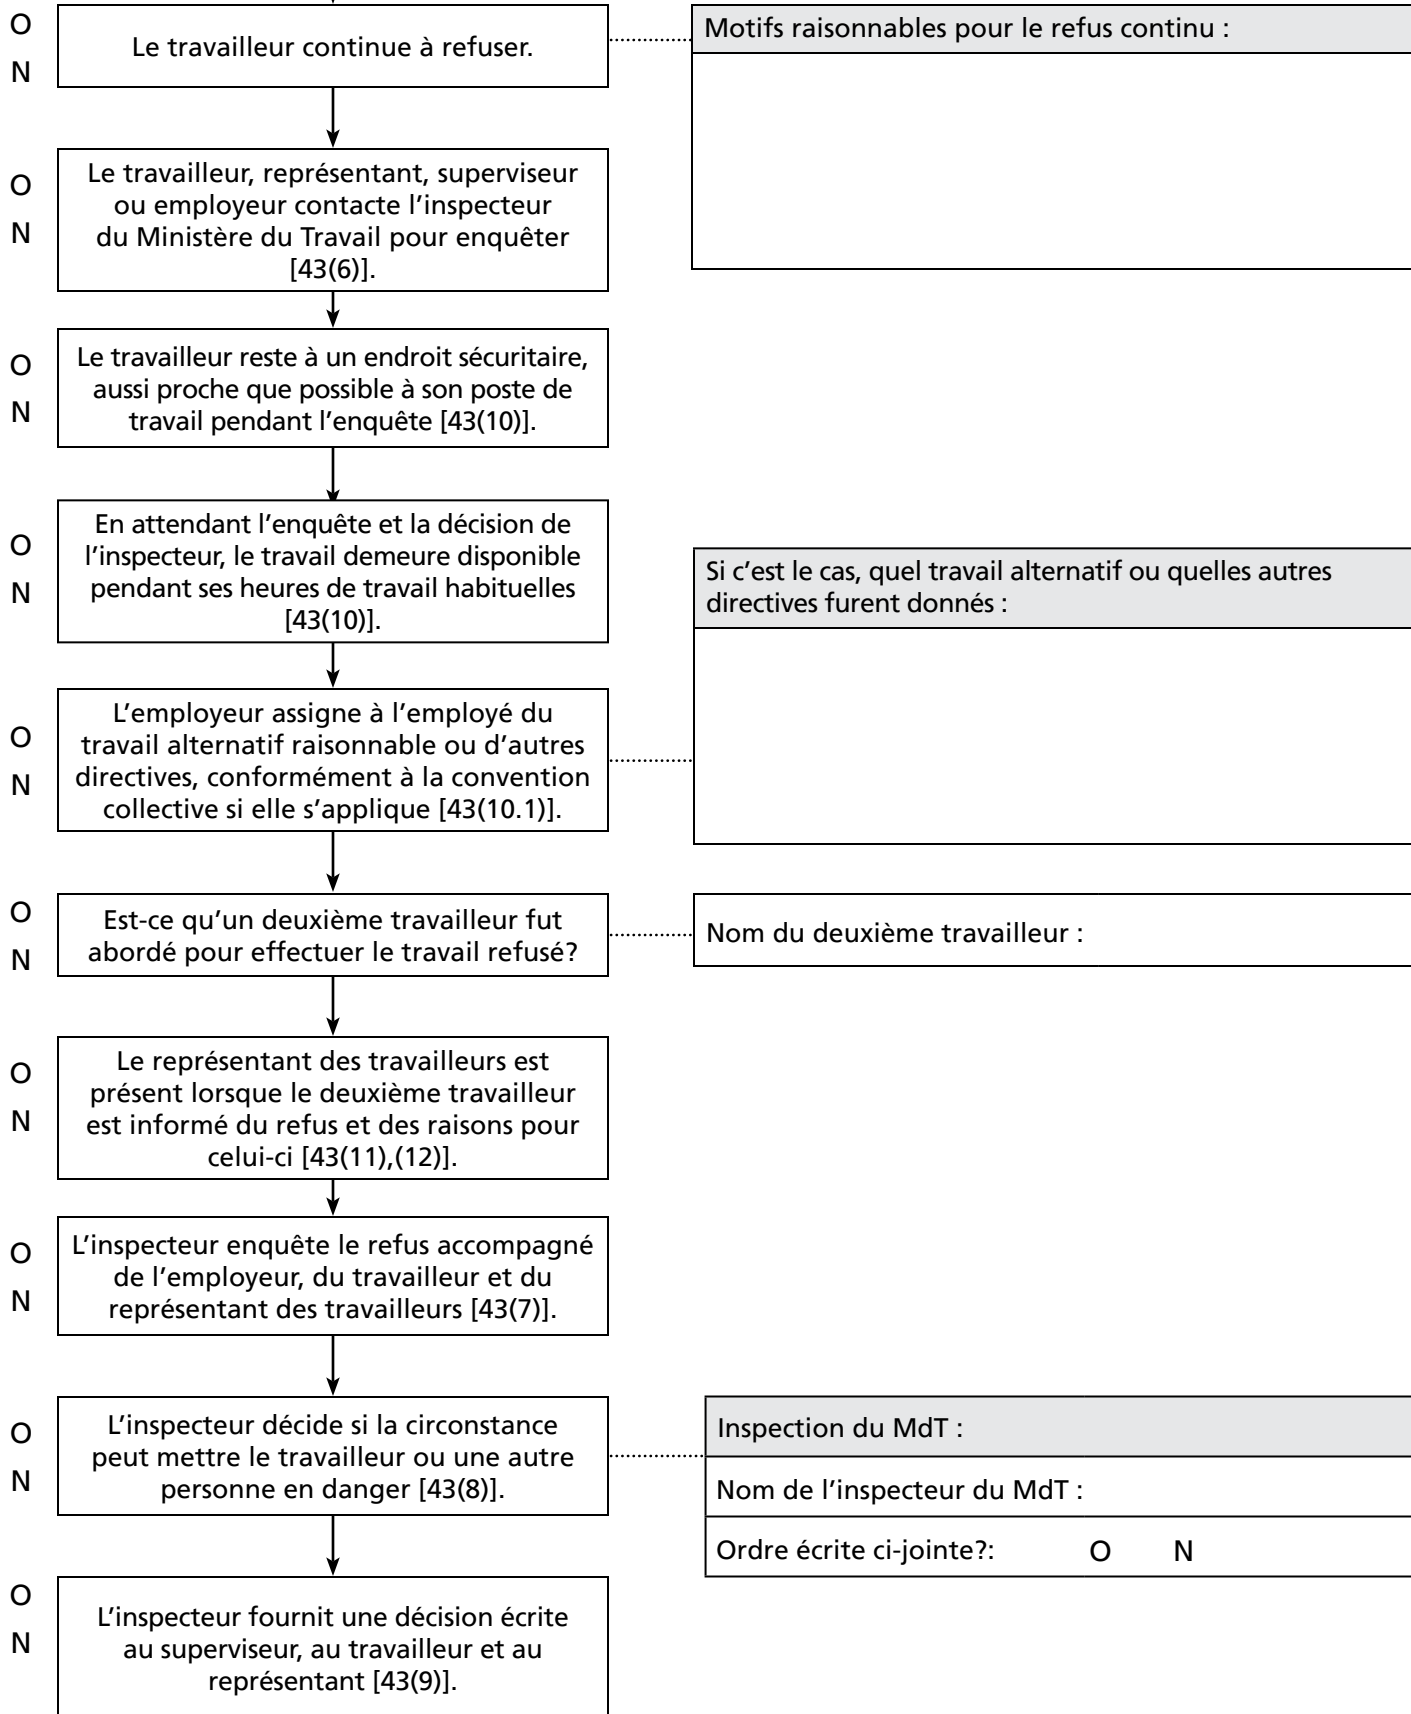 O
N
Le travailleur continue à refuser.
Motifs raisonnables pour le refus continu :
O
N
Le travailleur, représentant, superviseur
ou employeur contacte l'inspecteur
du Ministère du Travail pour enquêter
[43(6)].
O
N
Le travailleur reste à un endroit sécuritaire,
aussi proche que possible à son poste de
travail pendant l'enquête [43(10)].
O
N
En attendant l'enquête et la décision de
l'inspecteur, le travail demeure disponible
pendant ses heures de travail habituelles
[43(10)].
Si c'est le cas, quel travail alternatif ou quelles autres
directives furent donnés :
O
N
L'employeur assigne à l'employé du
travail alternatif raisonnable ou d'autres
directives, conformément à la convention
collective si elle s'applique [43(10.1)].
O
N
Est-ce qu'un deuxième travailleur fut
abordé pour effectuer le travail refusé?
Nom du deuxième travailleur :
O
N
Le représentant des travailleurs est
présent lorsque le deuxième travailleur
est informé du refus et des raisons pour
celui-ci [43(11),(12)].
O
N
L'inspecteur enquête le refus accompagné
de l'employeur, du travailleur et du
représentant des travailleurs [43(7)].
O
N
L'inspecteur décide si la circonstance
peut mettre le travailleur ou une autre
personne en danger [43(8)].
Inspection du MdT :
Nom de l'inspecteur du MdT :
Ordre écrite ci-jointe?: O N
O
N
L'inspecteur fournit une décision écrite
au superviseur, au travailleur et au
représentant [43(9)].